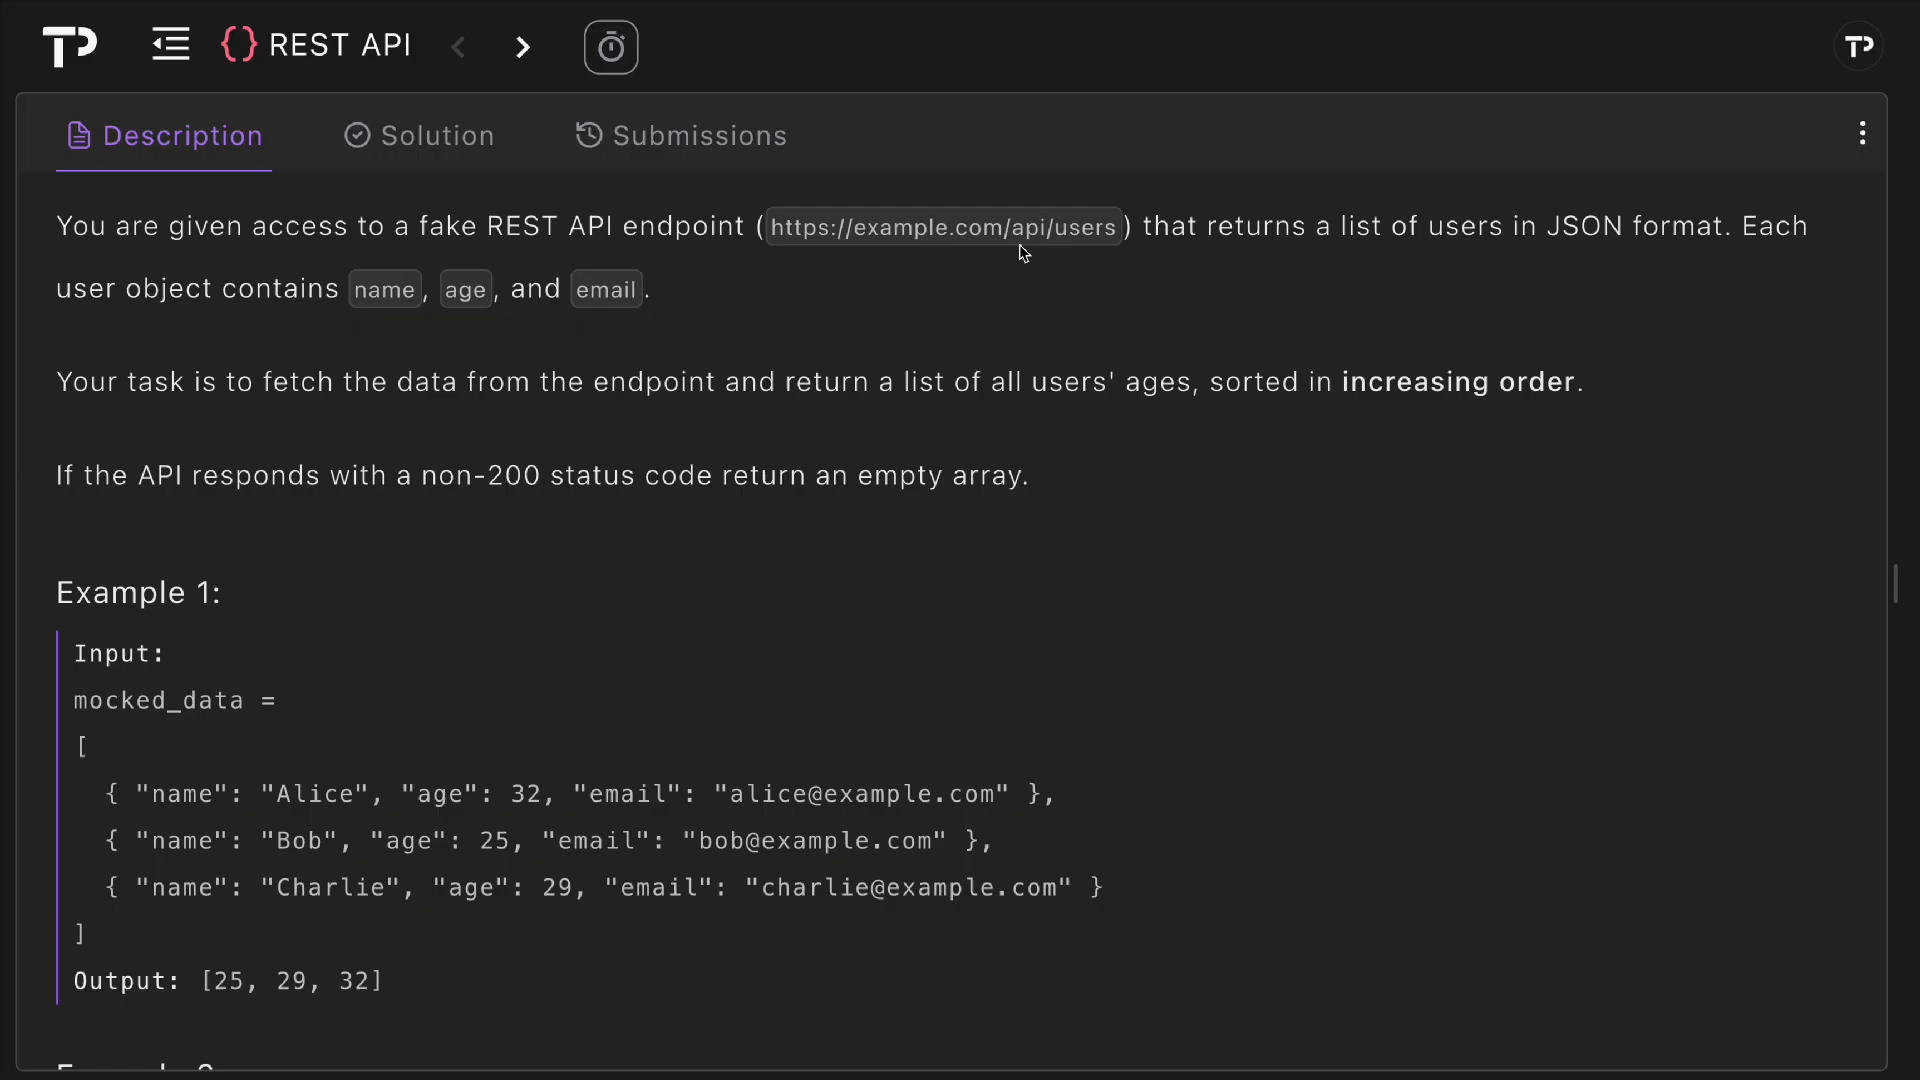 TP {} REST API < > TP
Description Solution Submissions
You are given access to a fake REST API endpoint (https://example.com/api/users) that returns a list of users in JSON format. Each
user object contains name, age, and email.
Your task is to fetch the data from the endpoint and return a list of all users' ages, sorted in increasing order.
If the API responds with a non-200 status code return an empty array.
Example 1:
Input:
mocked_data =
[
{ "name": "Alice", "age": 32, "email": "alice@example.com" },
{ "name": "Bob", "age": 25, "email": "bob@example.com" },
{ "name": "Charlie", "age": 29, "email": "charlie@example.com" }
]
Output: [25, 29, 32]